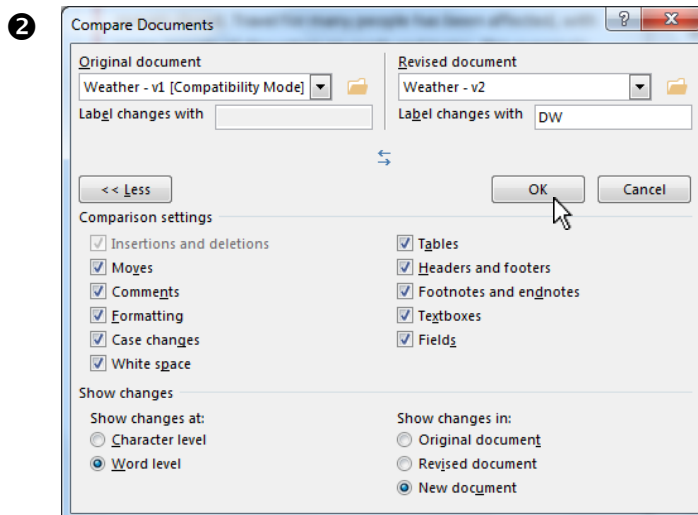 ❷
Compare Documents
Original document
Weather - v1 [Compatibility Mode]
Label changes with
Revised document
Weather - v2
Label changes with DW
<< Less
OK
Cancel
Comparison settings
Insertions and deletions
Moves
Comments
Formatting
Case changes
White space
Tables
Headers and footers
Footnotes and endnotes
Textboxes
Fields
Show changes
Show changes at:
Character level
Word level
Show changes in:
Original document
Revised document
New document